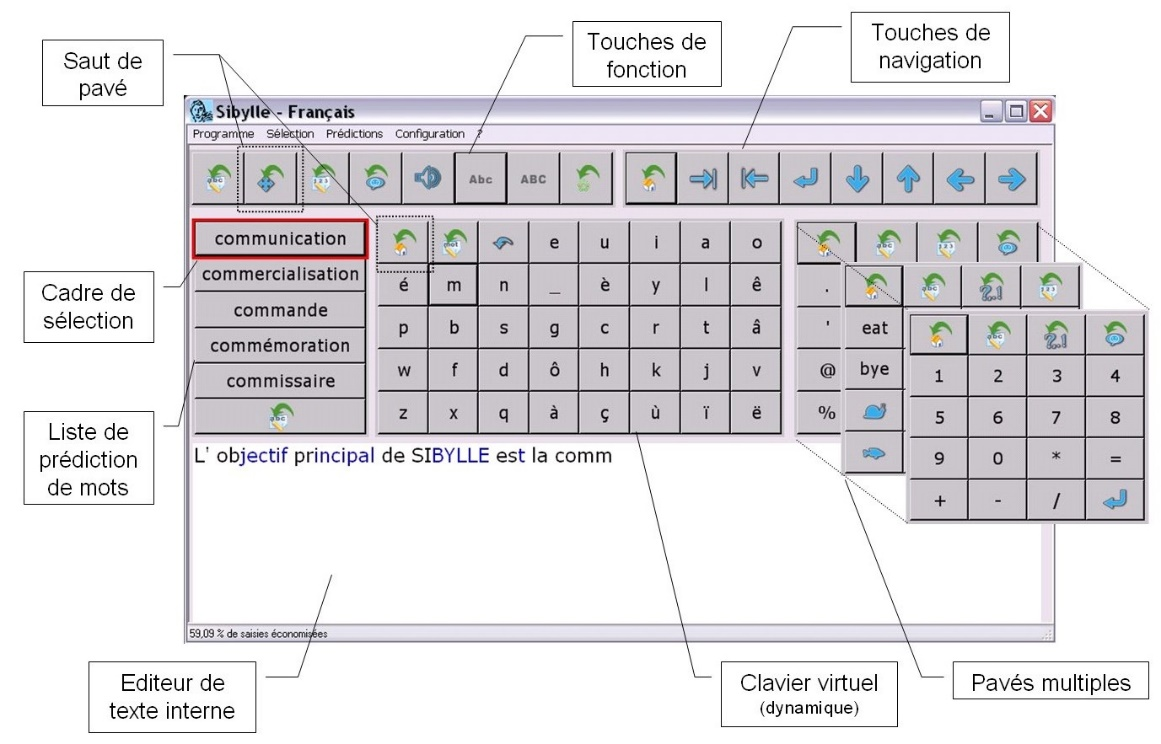 Saut de
pavé
Touches de
fonction
Touches de
navigation
Sibylle - Français
Programme Sélection Prédictions Configuration ?
Abc ABC
communication
commercialisation
commande
commémoration
commissaire
mot e u i a o
é m n _ è y l ê
p b s g c r t â
w f d ô h k j v
z x q à ç ù ï ë
.
'
@
%
eat
bye
1 2 3 4
5 6 7 8
9 0 * =
+ - /
Cadre de
sélection
Liste de
prédiction
de mots
L' objectif principal de SIBYLLE est la comm
59,09 % de saisies économisées
Editeur de
texte interne
Clavier virtuel
(dynamique)
Pavés multiples